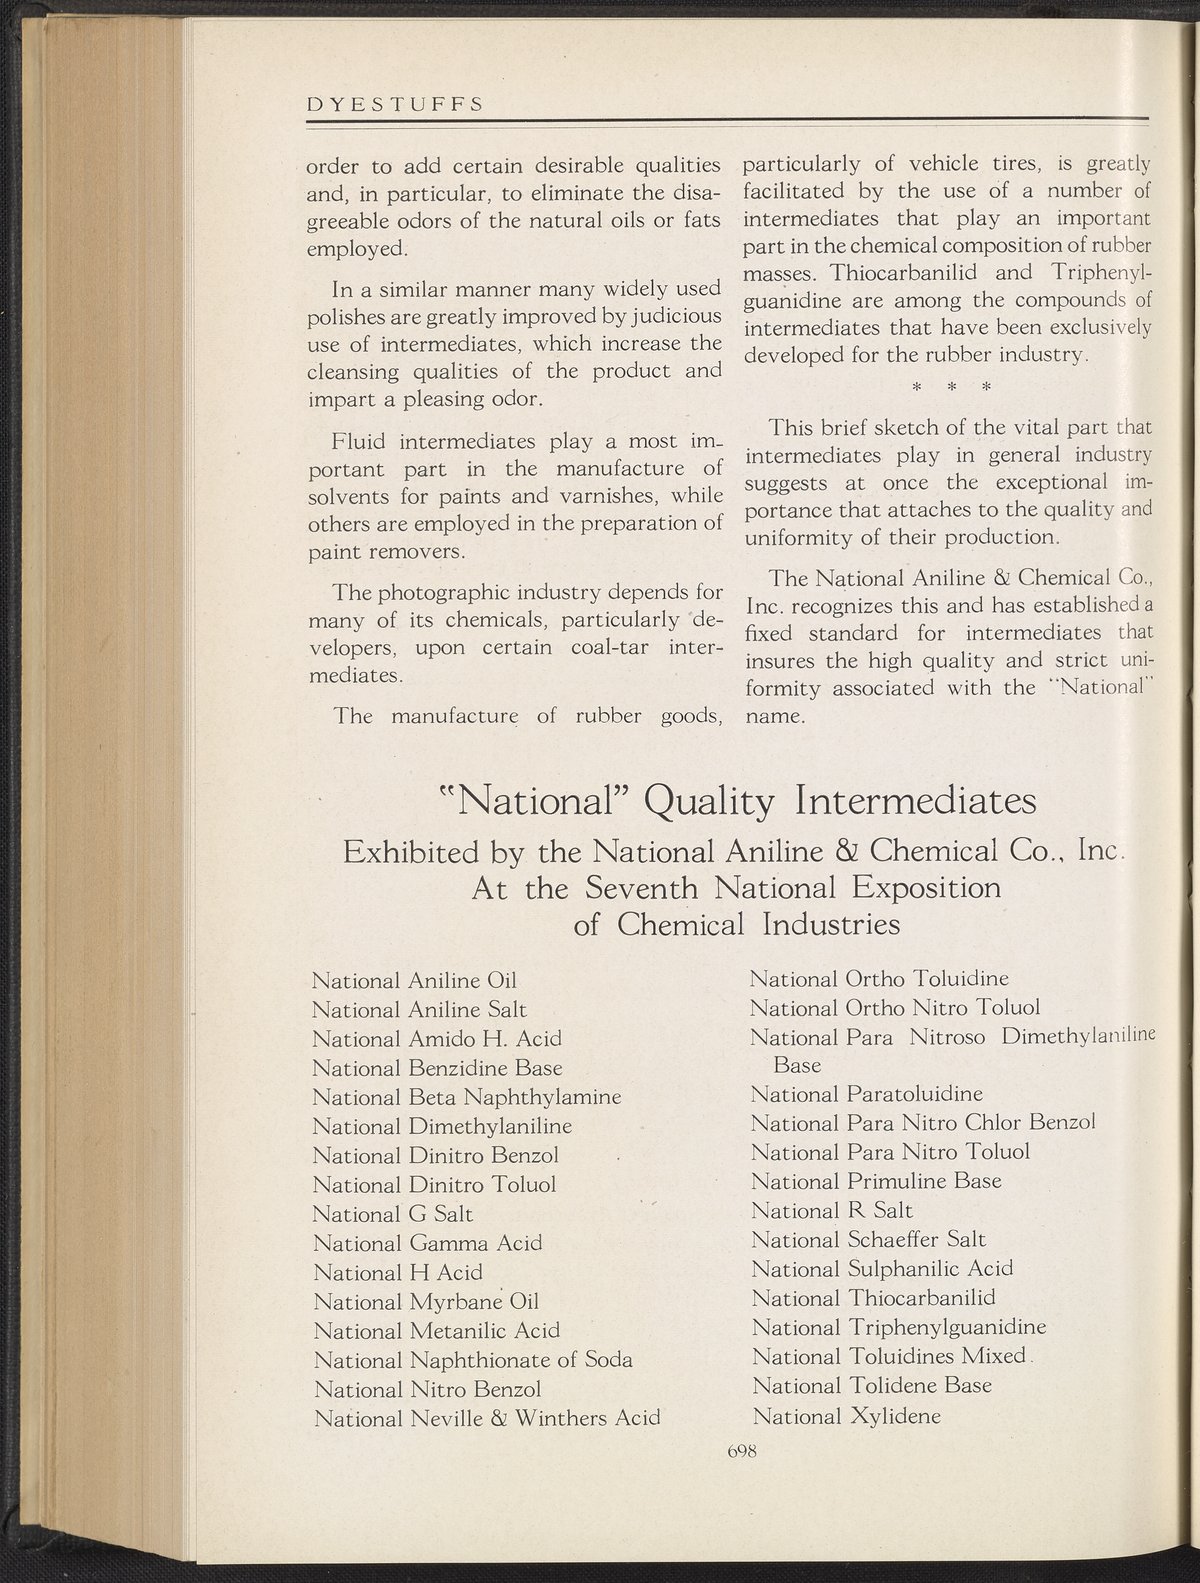 DYESTUFFS
order to add certain desirable qualities
and, in particular, to eliminate the disa-
greeable odors of the natural oils or fats
employed.
In a similar manner many widely used
polishes are greatly improved by judicious
use of intermediates, which increase the
cleansing qualities of the product and
impart a pleasing odor.
Fluid intermediates play a most im-
portant part in the manufacture of
solvents for paints and varnishes, while
others are employed in the preparation of
paint removers.
The photographic industry depends for
many of its chemicals, particularly de-
velopers, upon certain coal-tar inter-
mediates.
The manufacture of rubber goods,
particularly of vehicle tires, is greatly
facilitated by the use of a number of
intermediates that play an important
part in the chemical composition of rubber
masses. Thiocarbanilid and Triphenyl-
guanidine are among the compounds of
intermediates that have been exclusively
developed for the rubber industry.
* * *
This brief sketch of the vital part that
intermediates play in general industry
suggests at once the exceptional im-
portance that attaches to the quality and
uniformity of their production.
The National Aniline & Chemical Co.,
Inc. recognizes this and has established a
fixed standard for intermediates that
insures the high quality and strict uni-
formity associated with the "National"
name.
"National" Quality Intermediates
Exhibited by the National Aniline & Chemical Co., Inc.
At the Seventh National Exposition
of Chemical Industries
National Aniline Oil
National Aniline Salt
National Amido H. Acid
National Benzidine Base
National Beta Naphthylamine
National Dimethylaniline
National Dinitro Benzol
National Dinitro Toluol
National G Salt
National Gamma Acid
National H Acid
National Myrbane Oil
National Metanilic Acid
National Naphthionate of Soda
National Nitro Benzol
National Neville & Winthers Acid
National Ortho Toluidine
National Ortho Nitro Toluol
National Para Nitroso Dimethylaniline
Base
National Paratoluidine
National Para Nitro Chlor Benzol
National Para Nitro Toluol
National Primuline Base
National R Salt
National Schaeffer Salt
National Sulphanilic Acid
National Thiocarbanilid
National Triphenylguanidine
National Toluidines Mixed.
National Tolidene Base
National Xylidene
698